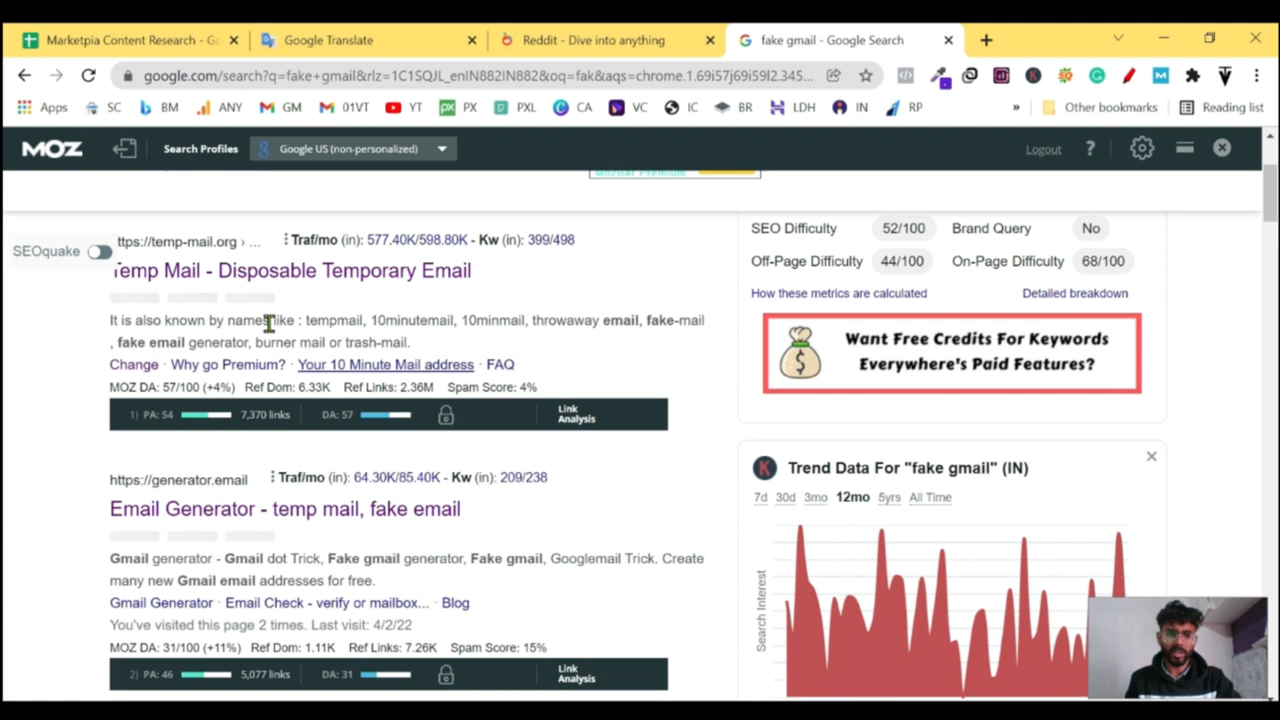 Marketpia Content Research - Go
Google Translate
Reddit - Dive into anything
fake gmail - Google Search
google.com/search?q=fake+gmail&rlz=1C1SQJL_enIN882IN882&oq=fak&aqs=chrome.1.69i57j69i59l2.345...
Apps SC BM ANY GM 01VT YT PX PXL CA VC IC BR LDH IN RP » Other bookmarks Reading list
MOZ Search Profiles Google US (non-personalized) Logout ?
MozBar Premium
SEOquake
ttps://temp-mail.org › ... Traf/mo (in): 577.40K/598.80K - Kw (in): 399/498
Temp Mail - Disposable Temporary Email
It is also known by names like : tempmail, 10minutemail, 10minmail, throwaway email, fake-mail
, fake email generator, burner mail or trash-mail.
Change · Why go Premium? · Your 10 Minute Mail address · FAQ
MOZ DA: 57/100 (+4%) Ref Dom: 6.33K Ref Links: 2.36M Spam Score: 4%
1) PA: 54 7,370 links DA: 57 Link
Analysis
https://generator.email Traf/mo (in): 64.30K/85.40K - Kw (in): 209/238
Email Generator - temp mail, fake email
Gmail generator - Gmail dot Trick, Fake gmail generator, Fake gmail, Googlemail Trick. Create
many new Gmail email addresses for free.
Gmail Generator · Email Check - verify or mailbox... · Blog
You've visited this page 2 times. Last visit: 4/2/22
MOZ DA: 31/100 (+11%) Ref Dom: 1.11K Ref Links: 7.26K Spam Score: 15%
2) PA: 46 5,077 links DA: 31 Link
Analysis
SEO Difficulty 52/100 Brand Query No
Off-Page Difficulty 44/100 On-Page Difficulty 68/100
How these metrics are calculated Detailed breakdown
Want Free Credits For Keywords
Everywhere's Paid Features?
K Trend Data For "fake gmail" (IN)
7d 30d 3mo 12mo 5yrs All Time
Search Interest